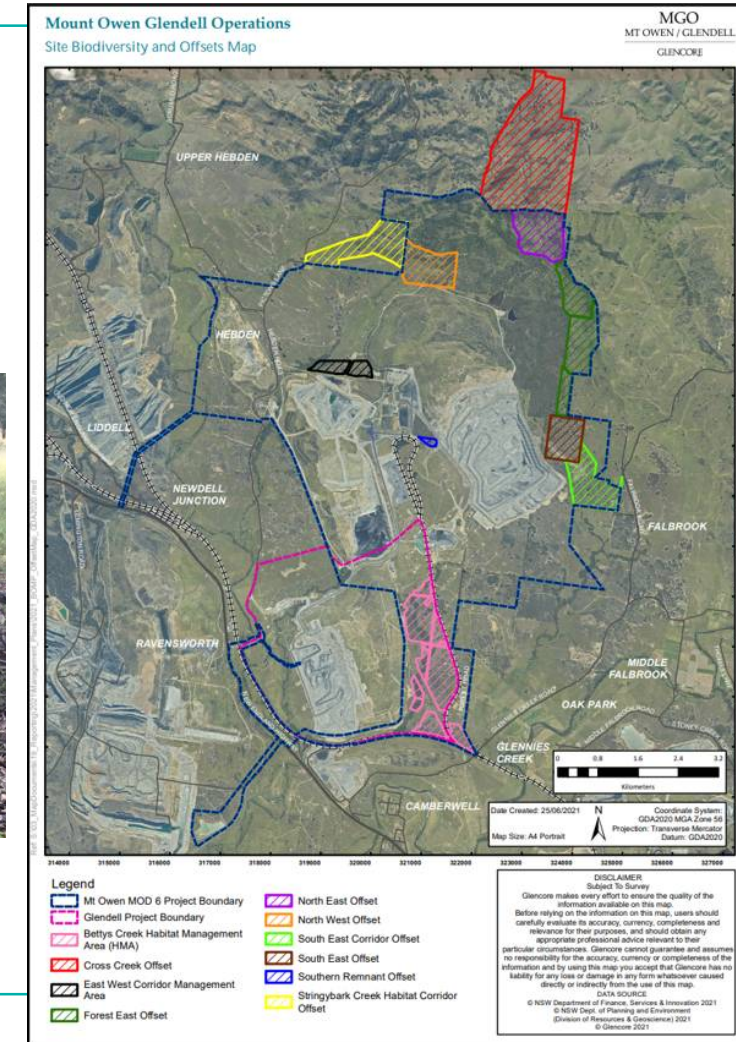 Mount Owen Glendell Operations
Site Biodiversity and Offsets Map
MGO
MT OWEN / GLENDELL
GLENCORE
UPPER HEBDEN
HEBDEN
LIDDELL
NEWDELL
JUNCTION
FALBROOK
RAVENSWORTH
MIDDLE
FALBROOK
OAK PARK
GLENNIES
CREEK
CAMBERWELL
0 0.8 1.6 2.4 3.2
Kilometers
Date Created: 25/06/2021
Map Size: A4 Portrait
N
Coordinate System:
GDA2020 MGA Zone 56
Projection: Transverse Mercator
Datum: GDA2020
314000 315000 316000 317000 318000 319000 320000 321000 322000 323000 324000 325000 326000 327000
Legend
Mt Owen MOD 6 Project Boundary
Glendell Project Boundary
Bettys Creek Habitat Management
Area (HMA)
Cross Creek Offset
East West Corridor Management
Area
Forest East Offset
North East Offset
North West Offset
South East Corridor Offset
South East Offset
Southern Remnant Offset
Stringybark Creek Habitat Corridor
Offset
DISCLAIMER
Subject To Survey
Glencore makes every effort to ensure the quality of the
information available on this map.
Before relying on the information on this map, users should
carefully evaluate its accuracy, currency, completeness and
relevance for their purposes, and should obtain any
appropriate professional advice relevant to their
particular circumstances. Glencore cannot guarantee and assumes
no responsibility for the accuracy, currency or completeness of the
information and by using this map you accept that Glencore has no
liability for any loss or damage in any form whatsoever caused
directly or indirectly from the use of this map.
DATA SOURCE
© NSW Department of Finance, Services & Innovation 2021
© NSW Dept. of Planning and Environment
(Division of Resources & Geoscience) 2021
© Glencore 2021